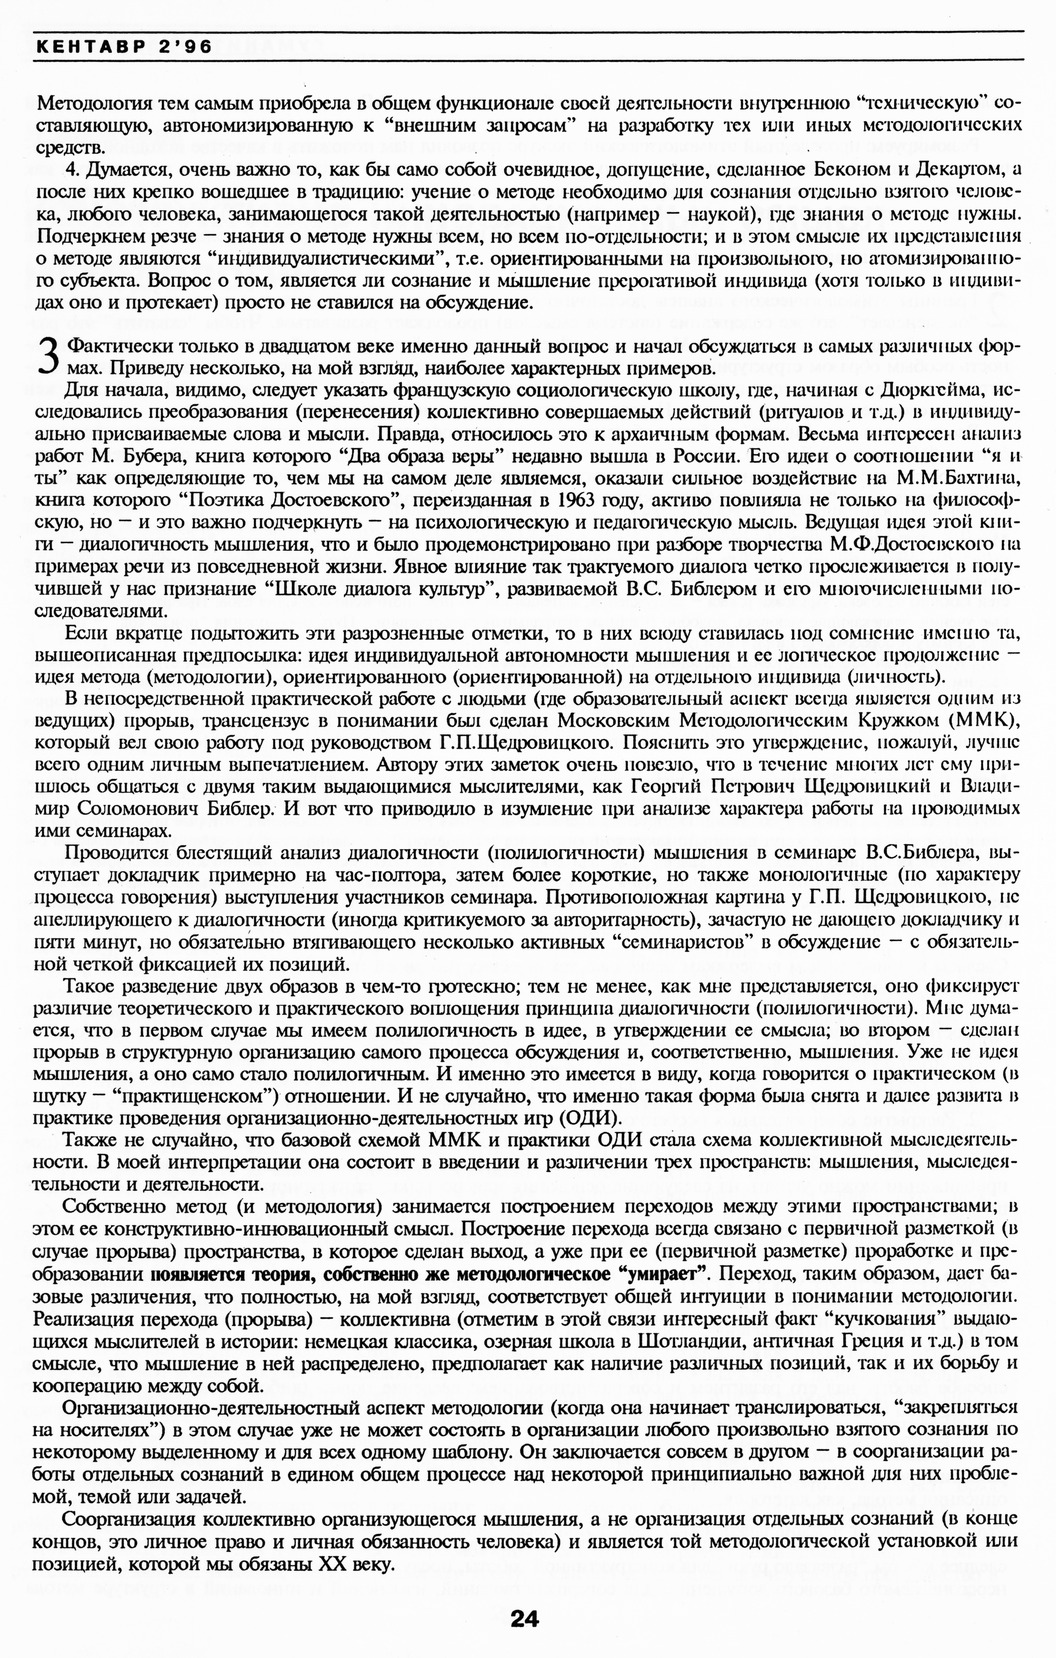 КЕНТАВР 2’96
Методология тем самым приобрела в общем функционале своей деятельности внутреннюю “техническую” со-
ставляющую, автономизированную к “внешним запросам” на разработку тех или иных методологических
средств.
4. Думается, очень важно то, как бы само собой очевидное, допущение, сделанное Беконом и Декартом, а
после них крепко вошедшее в традицию: учение о методе необходимо для сознания отдельно взятого челове-
ка, любого человека, занимающегося такой деятельностью (например — наукой), где знания о методе нужны.
Подчеркнем резче — знания о методе нужны всем, но всем по-отдельности; и в этом смысле их представления
о методе являются “индивидуалистическими”, т.е. ориентированными на произвольного, но атомизированно-
го субъекта. Вопрос о том, является ли сознание и мышление прерогативой индивида (хотя только в индиви-
дах оно и протекает) просто не ставился на обсуждение.
3 Фактически только в двадцатом веке именно данный вопрос и начал обсуждаться в самых различных фор-
мах. Приведу несколько, на мой взгляд, наиболее характерных примеров.
Для начала, видимо, следует указать французскую социологическую школу, где, начиная с Дюркгейма, ис-
следовались преобразования (перенесения) коллективно совершаемых действий (ритуалов и т.д.) в индивиду-
ально присваиваемые слова и мысли. Правда, относилось это к архаичным формам. Весьма интересен анализ
работ М. Бубера, книга которого “Два образа веры” недавно вышла в России. Его идеи о соотношении “я и
ты” как определяющие то, чем мы на самом деле являемся, оказали сильное воздействие на М.М.Бахтина,
книга которого “Поэтика Достоевского”, переизданная в 1963 году, активо повлияла не только на философ-
скую, но — и это важно подчеркнуть — на психологическую и педагогическую мысль. Ведущая идея этой кни-
ги — диалогичность мышления, что и было продемонстрировано при разборе творчества М.Ф.Достоевского на
примерах речи из повседневной жизни. Явное влияние так трактуемого диалога четко прослеживается в полу-
чившей у нас признание “Школе диалога культур”, развиваемой В.С. Библером и его многочисленными по-
следователями.
Если вкратце подытожить эти разрозненные отметки, то в них всюду ставилась под сомнение именно та,
вышеописанная предпосылка: идея индивидуальной автономности мышления и ее логическое продолжение —
идея метода (методологии), ориентированного (ориентированной) на отдельного индивида (личность).
В непосредственной практической работе с людьми (где образовательный аспект всегда является одним из
ведущих) прорыв, трансцензус в понимании был сделан Московским Методологическим Кружком (ММК),
который вел свою работу под руководством Г.П.Щедровицкого. Пояснить это утверждение, пожалуй, лучше
всего одним личным выпечатлением. Автору этих заметок очень повезло, что в течение многих лет ему при-
шлось общаться с двумя таким выдающимися мыслителями, как Георгий Петрович Щедровицкий и Влади-
мир Соломонович Библер. И вот что приводило в изумление при анализе характера работы на проводимых
ими семинарах.
Проводится блестящий анализ диалогичности (полилогичности) мышления в семинаре В.С.Библера, вы-
ступает докладчик примерно на час-полтора, затем более короткие, но также монологичные (по характеру
процесса говорения) выступления участников семинара. Противоположная картина у Г.П. Щедровицкого, не
апеллирующего к диалогичности (иногда критикуемого за авторитарность), зачастую не дающего докладчику и
пяти минут, но обязательно втягивающего несколько активных “семинаристов” в обсуждение — с обязатель-
ной четкой фиксацией их позиций.
Такое разведение двух образов в чем-то гротескно; тем не менее, как мне представляется, оно фиксирует
различие теоретического и практического воплощения принципа диалогичности (полилогичности). Мне дума-
ется, что в первом случае мы имеем полилогичность в идее, в утверждении ее смысла; во втором — сделан
прорыв в структурную организацию самого процесса обсуждения и, соответственно, мышления. Уже не идея
мышления, а оно само стало полилогичным. И именно это имеется в виду, когда говорится о практическом (в
шутку — “практищенском”) отношении. И не случайно, что именно такая форма была снята и далее развита в
практике проведения организационно-деятельностных игр (ОДИ).
Также не случайно, что базовой схемой ММК и практики ОДИ стала схема коллективной мыследеятель-
ности. В моей интерпретации она состоит в введении и различении трех пространств: мышления, мыследея-
тельности и деятельности.
Собственно метод (и методология) занимается построением переходов между этими пространствами; в
этом ее конструктивно-инновационный смысл. Построение перехода всегда связано с первичной разметкой (в
случае прорыва) пространства, в которое сделан выход, а уже при ее (первичной разметке) проработке и пре-
образовании появляется теория, собственно же методологическое “умирает”. Переход, таким образом, дает ба-
зовые различения, что полностью, на мой взгляд, соответствует общей интуиции в понимании методологии.
Реализация перехода (прорыва) — коллективна (отметим в этой связи интересный факт “кучкования” выдаю-
щихся мыслителей в истории: немецкая классика, озерная школа в Шотландии, античная Греция и т.д.) в том
смысле, что мышление в ней распределено, предполагает как наличие различных позиций, так и их борьбу и
кооперацию между собой.
Организационно-деятельностный аспект методологии (когда она начинает транслироваться, “закрепляться
на носителях”) в этом случае уже не может состоять в организации любого произвольно взятого сознания по
некоторому выделенному и для всех одному шаблону. Он заключается совсем в другом — в соорганизации ра-
боты отдельных сознаний в едином общем процессе над некоторой принципиально важной для них пробле-
мой, темой или задачей.
Соорганизация коллективно организующегося мышления, а не организация отдельных сознаний (в конце
концов, это личное право и личная обязанность человека) и является той методологической установкой или
позицией, которой мы обязаны XX веку.
24